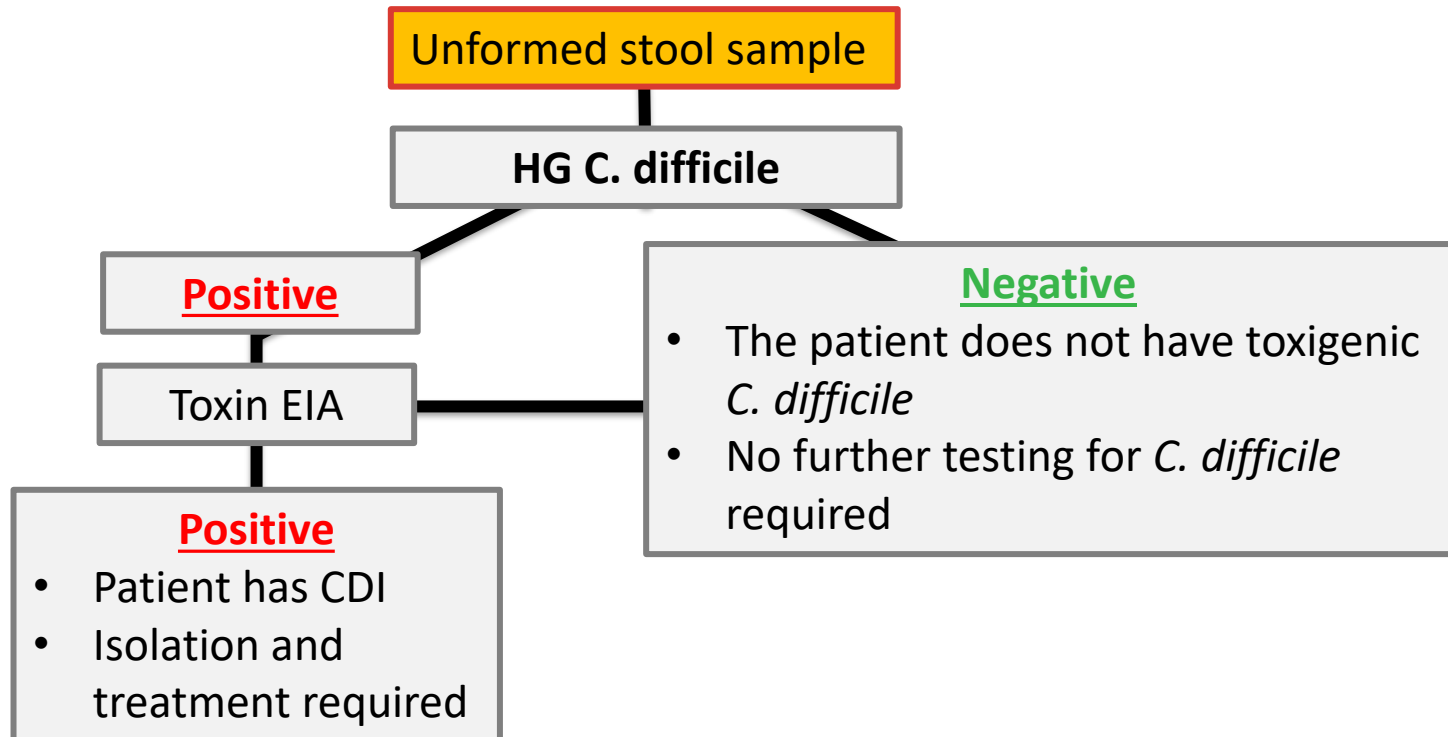 Unformed stool sample
HG C. difficile
Positive
Toxin EIA
Positive
• Patient has CDI
• Isolation and
treatment required
Negative
• The patient does not have toxigenic
C. difficile
• No further testing for C. difficile
required